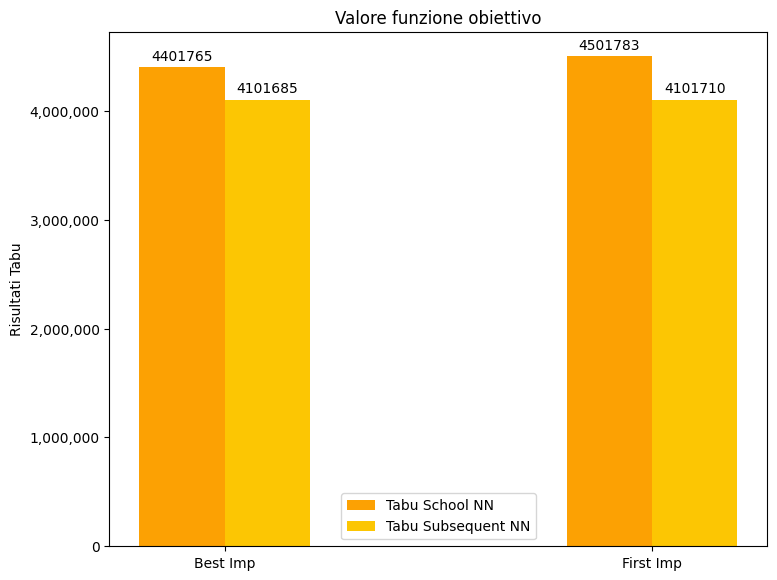 Valore funzione obiettivo
4401765
4101685
4501783
4101710
4,000,000
3,000,000
2,000,000
1,000,000
0
Risultati Tabu
Tabu School NN
Tabu Subsequent NN
Best Imp
First Imp